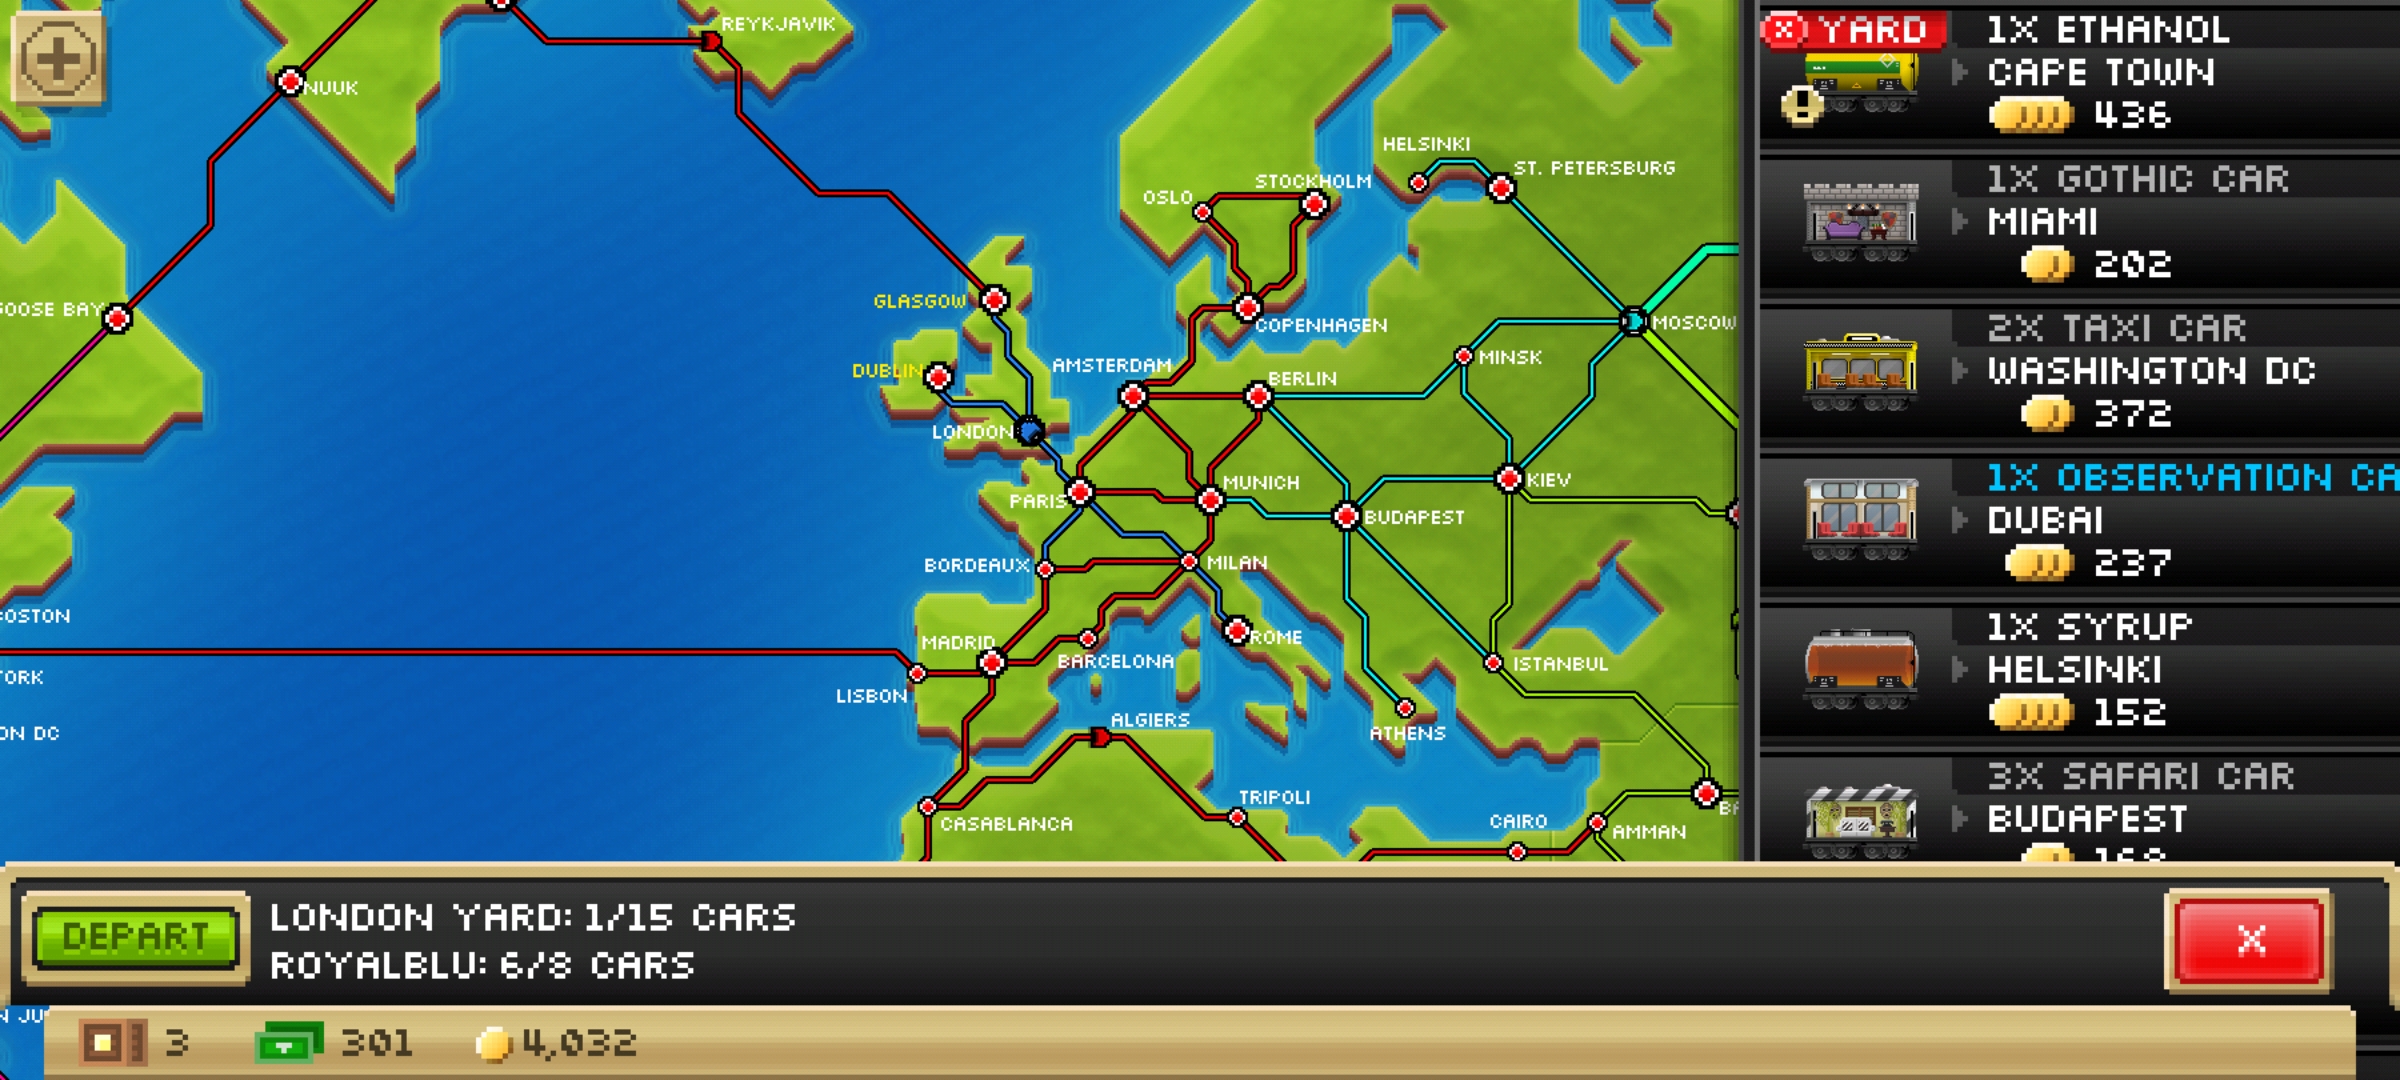 REYKJAVIK
NUUK
HELSINKI
ST. PETERSBURG
STOCKHOLM
OSLO
GLASGOW
GOOSE BAY
COPENHAGEN
MOSCOW
MINSK
AMSTERDAM
DUBLIN
BERLIN
LONDON
MUNICH
KIEV
PARIS
BUDAPEST
BORDEAUX
MILAN
OSTON
MADRID
ROME
BARCELONA
ISTANBUL
ORK
LISBON
ALGIERS
ON DC
ATHENS
TRIPOLI
CASABLANCA
CAIRO
AMMAN
BA
YARD
1X ETHANOL
CAPE TOWN
436
1X GOTHIC CAR
MIAMI
202
2X TAXI CAR
WASHINGTON DC
372
1X OBSERVATION CA
DUBAI
237
1X SYRUP
HELSINKI
152
3X SAFARI CAR
BUDAPEST
DEPART
LONDON YARD: 1/15 CARS
ROYALBLU: 6/8 CARS
X
N JU
3
301
4,032